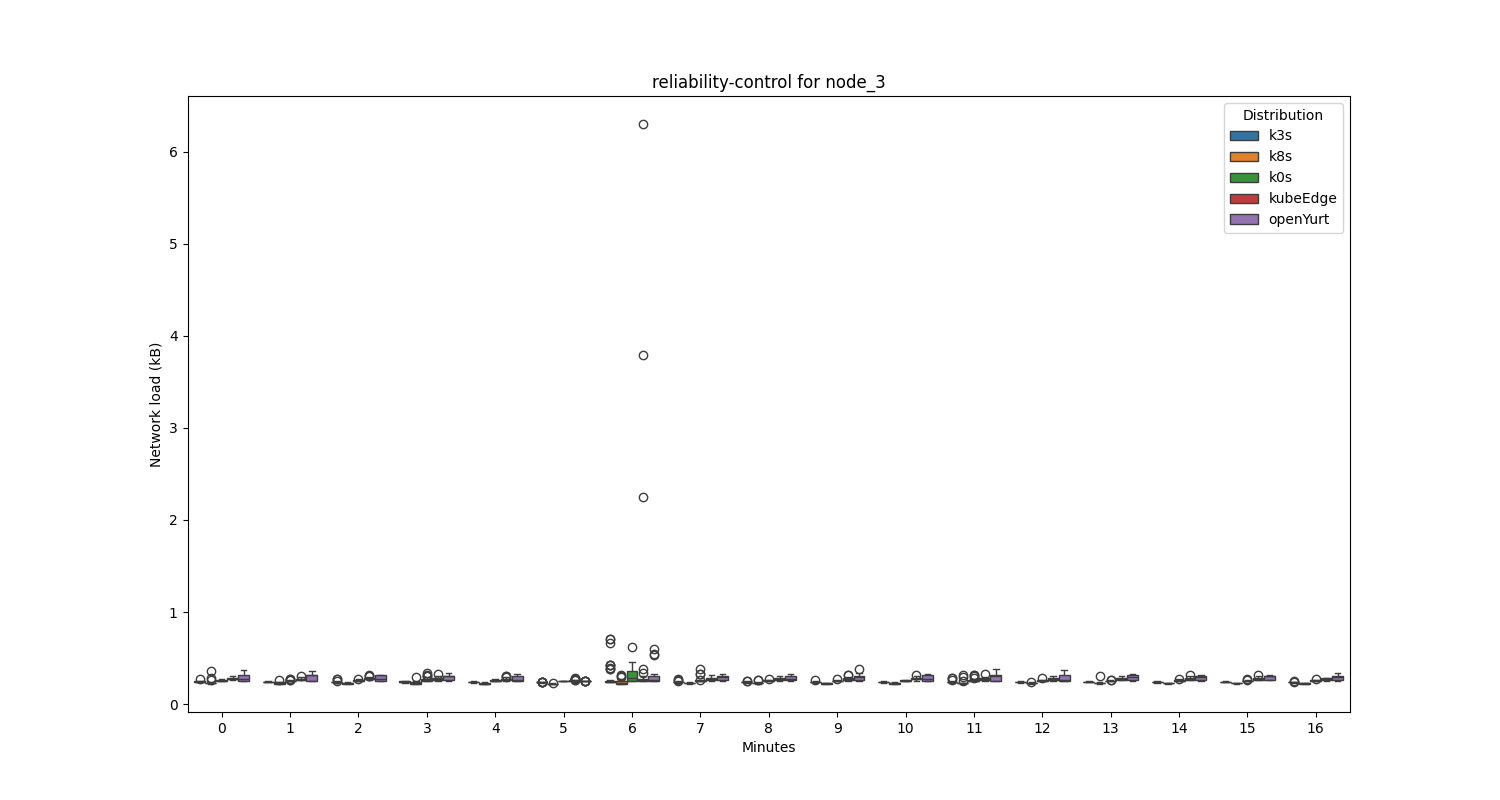 reliability-control for node_3
Distribution
k3s
k8s
k0s
kubeEdge
openYurt
Network load (kB)
6
5
4
3
2
1
0
0 1 2 3 4 5 6 7 8 9 10 11 12 13 14 15 16
Minutes